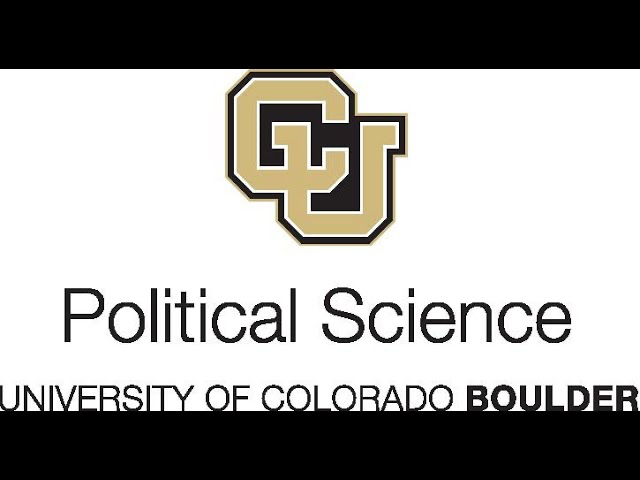 CU
Political Science
UNIVERSITY OF COLORADO BOULDER